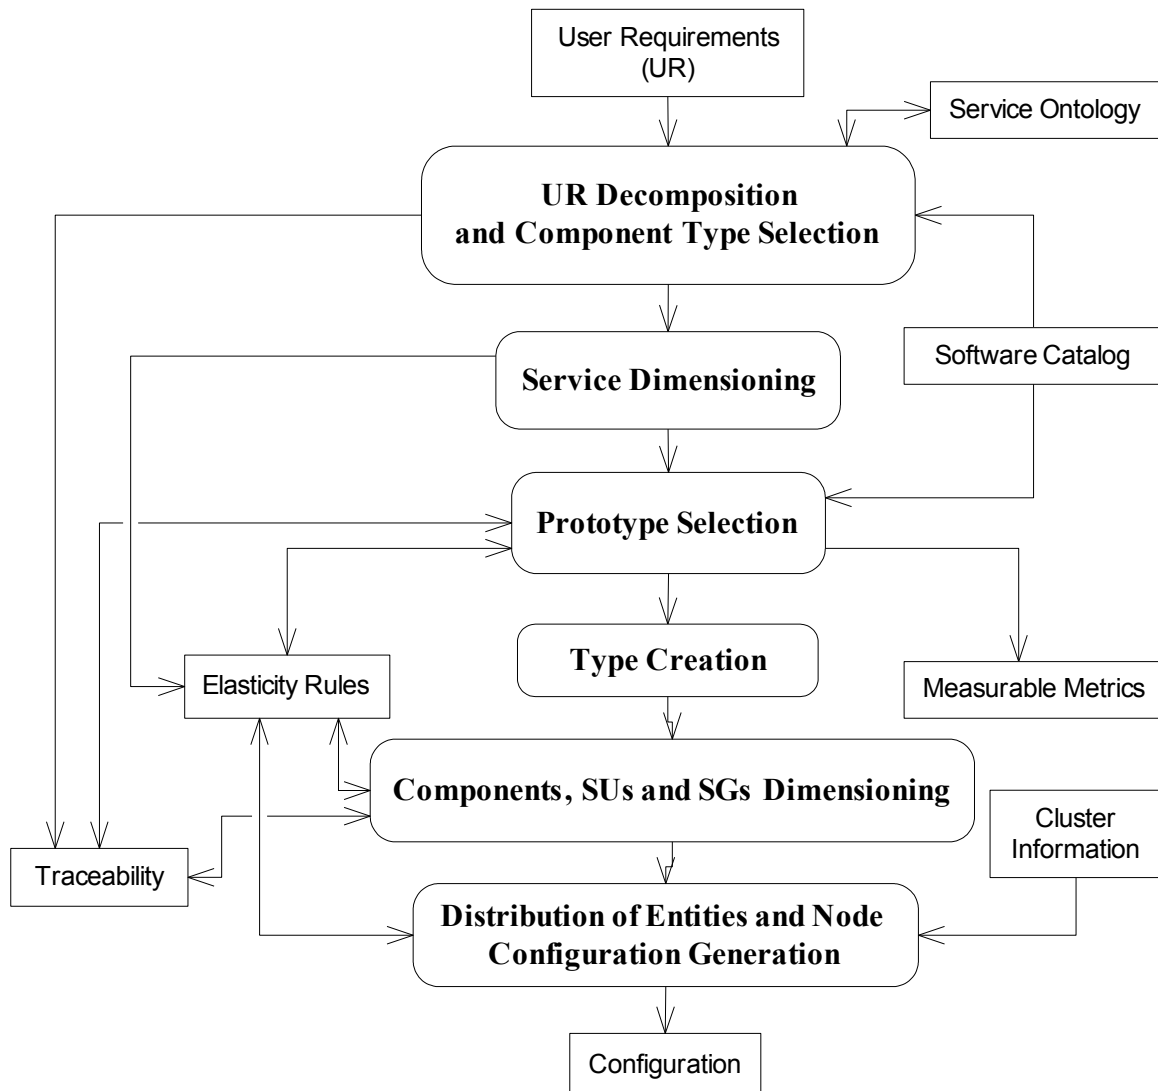 User Requirements
(UR)
Service Ontology
UR Decomposition
and Component Type Selection
Software Catalog
Service Dimensioning
Prototype Selection
Type Creation
Elasticity Rules
Measurable Metrics
Components, SUs and SGs Dimensioning
Cluster
Information
Traceability
Distribution of Entities and Node
Configuration Generation
Configuration